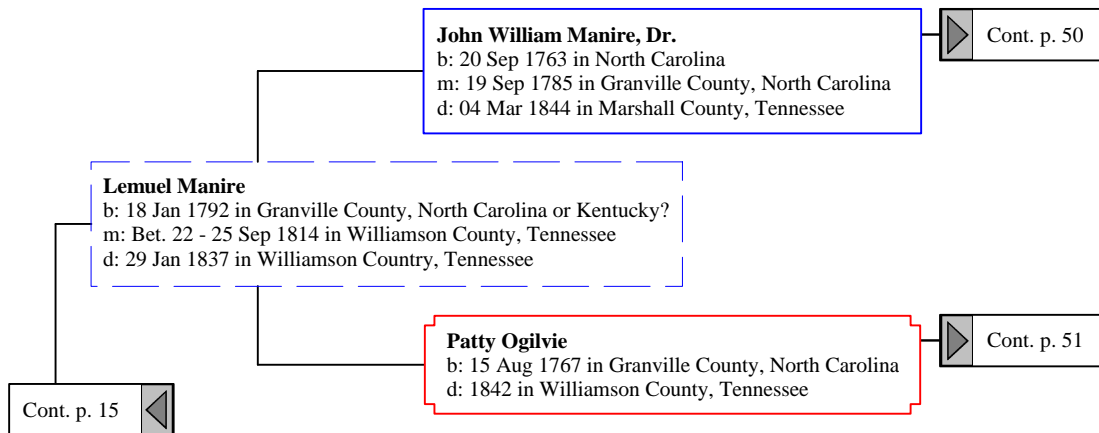 John William Manire, Dr.
b: 20 Sep 1763 in North Carolina
m: 19 Sep 1785 in Granville County, North Carolina
d: 04 Mar 1844 in Marshall County, Tennessee
Cont. p. 50
Lemuel Manire
b: 18 Jan 1792 in Granville County, North Carolina or Kentucky?
m: Bet. 22 - 25 Sep 1814 in Williamson County, Tennessee
d: 29 Jan 1837 in Williamson Country, Tennessee
Patty Ogilvie
b: 15 Aug 1767 in Granville County, North Carolina
d: 1842 in Williamson County, Tennessee
Cont. p. 51
Cont. p. 15